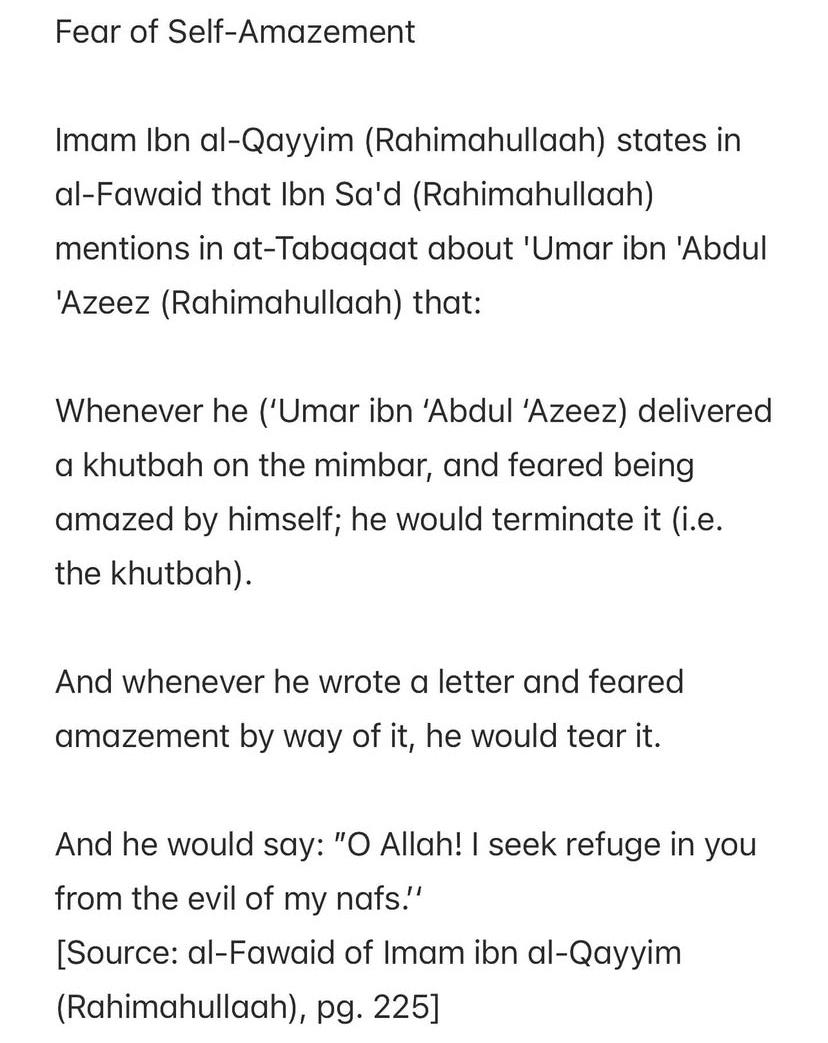 Fear of Self-Amazement
Imam Ibn al-Qayyim (Rahimahullaah) states in
al-Fawaid that Ibn Sa'd (Rahimahullaah)
mentions in at-Tabaqaat about 'Umar ibn 'Abdul
'Azeez (Rahimahullaah) that:
Whenever he (‘Umar ibn ‘Abdul ‘Azeez) delivered
a khutbah on the mimbar, and feared being
amazed by himself; he would terminate it (i.e.
the khutbah).
And whenever he wrote a letter and feared
amazement by way of it, he would tear it.
And he would say: ”O Allah! I seek refuge in you
from the evil of my nafs.’‘
[Source: al-Fawaid of Imam ibn al-Qayyim
(Rahimahullaah), pg. 225]